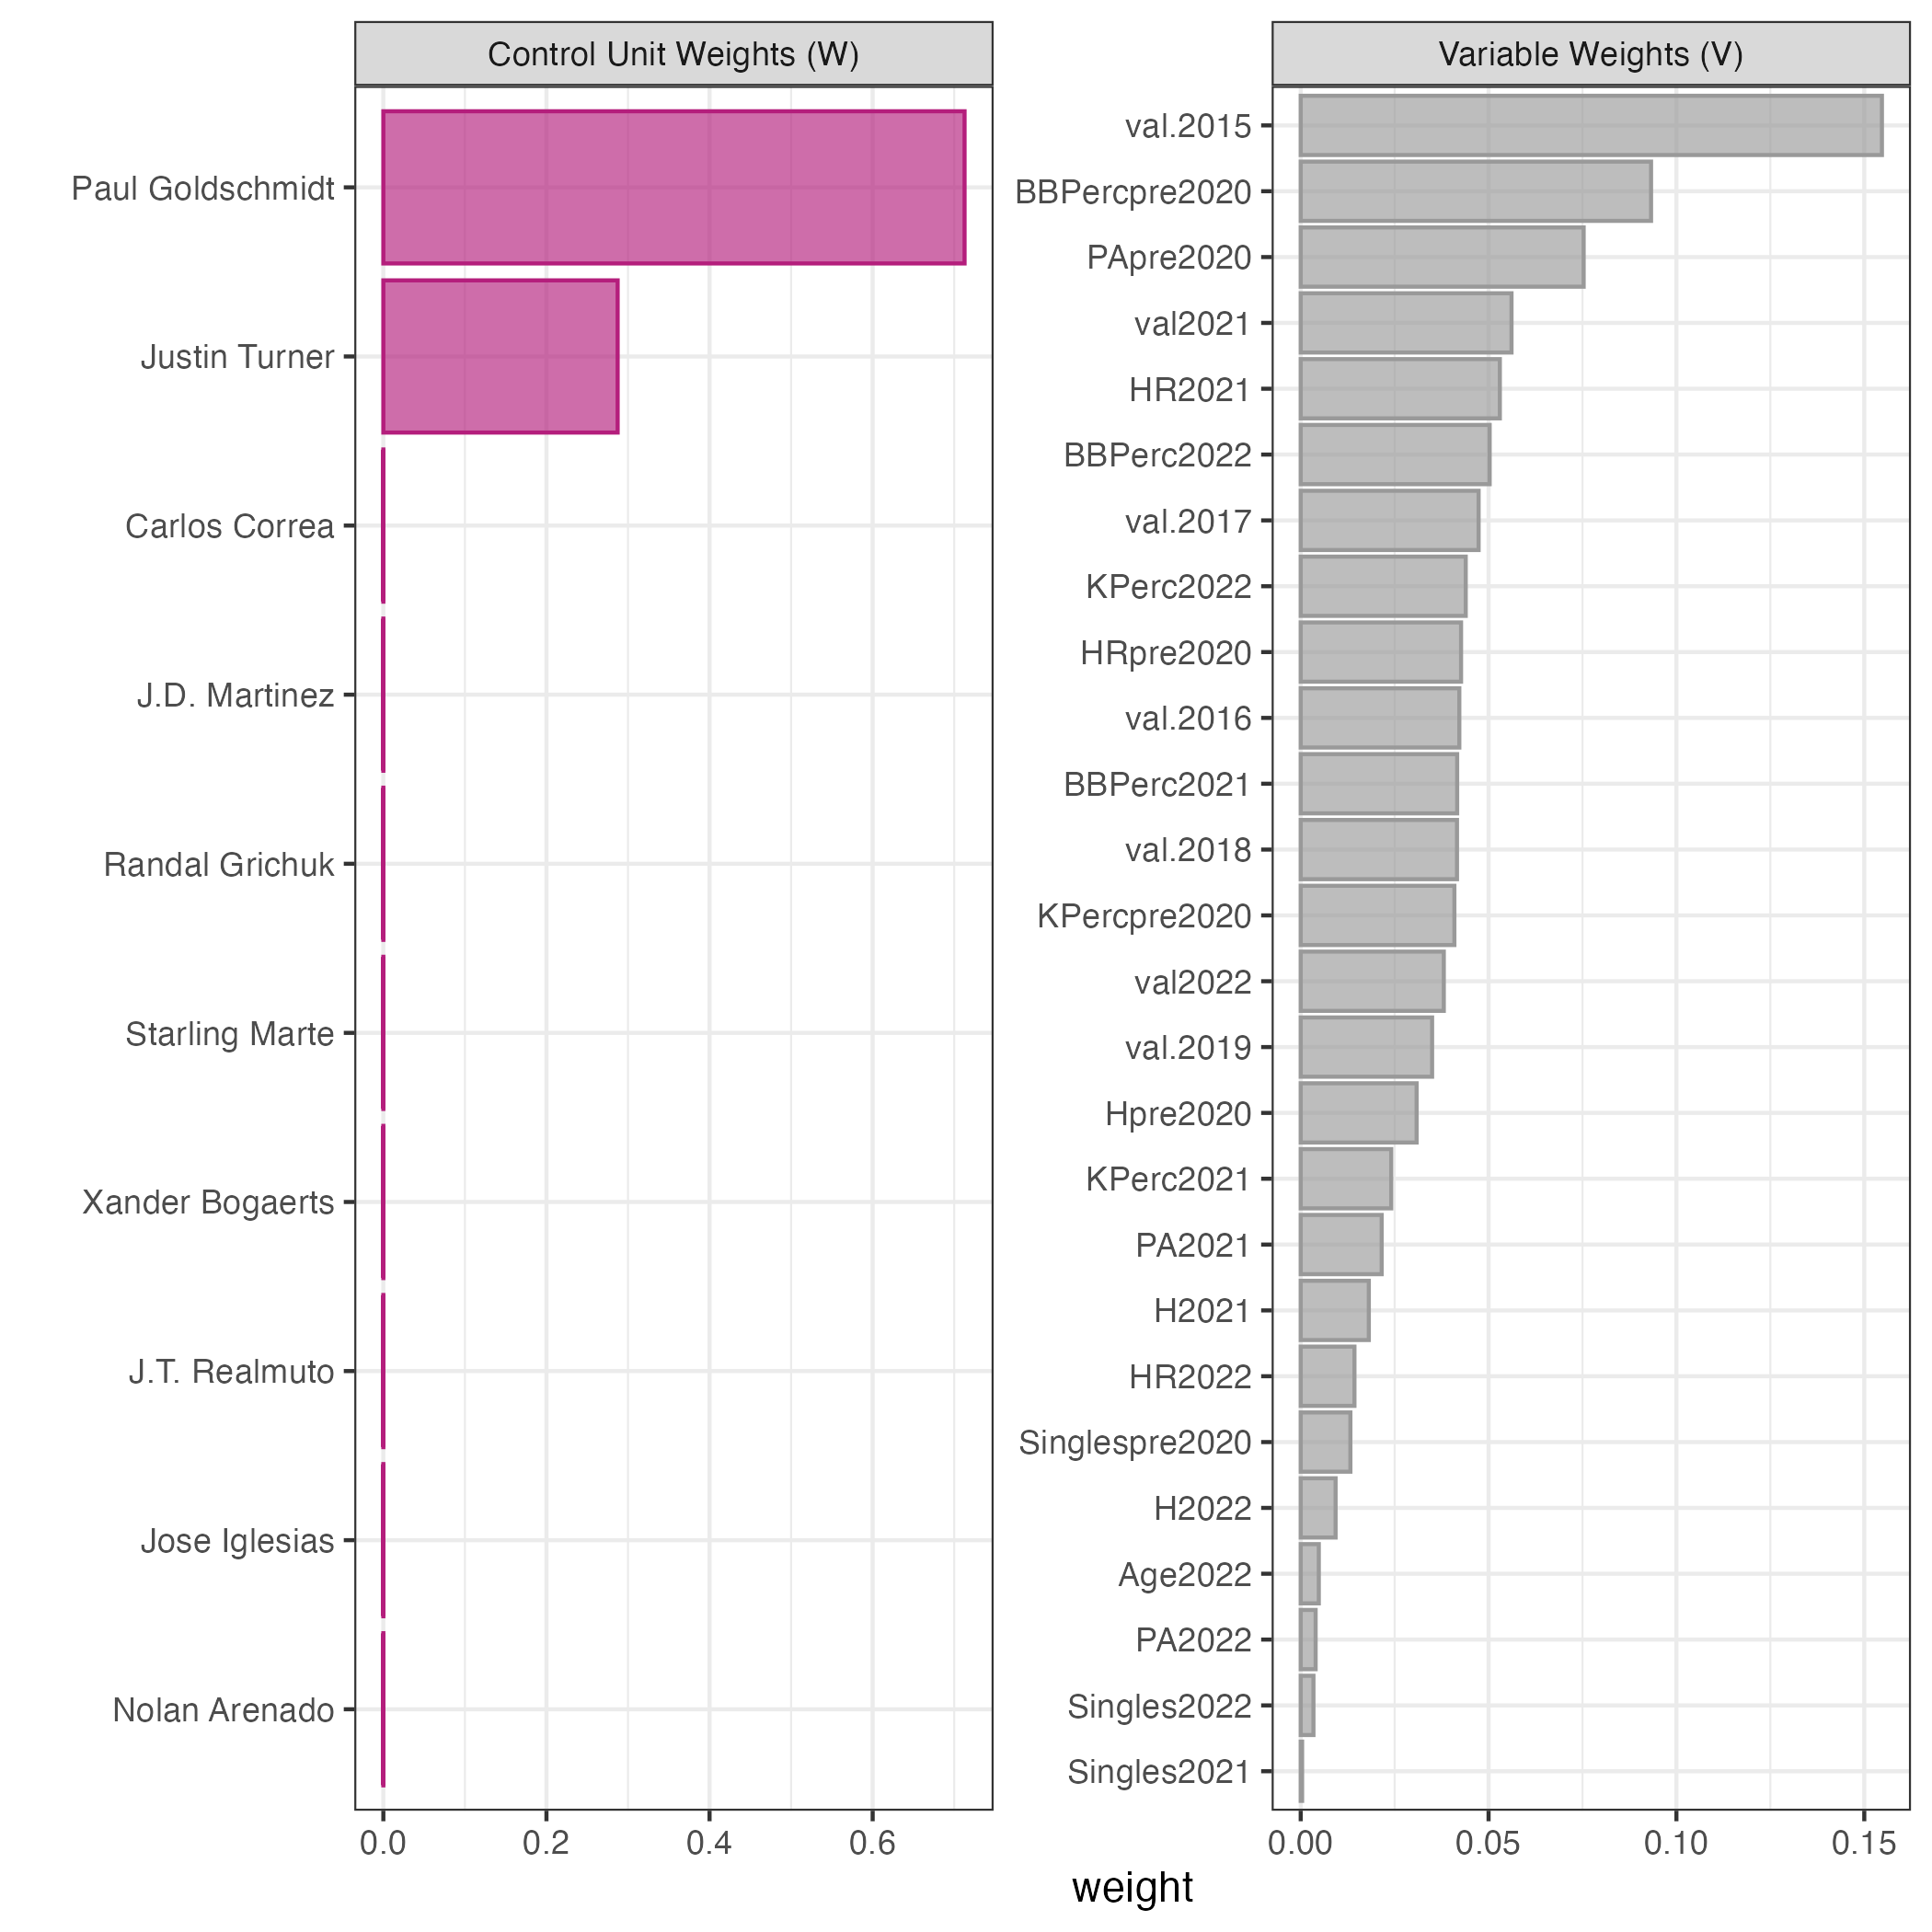 Control Unit Weights (W)
Paul Goldschmidt
Justin Turner
Carlos Correa
J.D. Martinez
Randal Grichuk
Starling Marte
Xander Bogaerts
J.T. Realmuto
Jose Iglesias
Nolan Arenado
0.0 0.2 0.4 0.6
Variable Weights (V)
val.2015
BBPercpre2020
PApre2020
val2021
HR2021
BBPerc2022
val.2017
KPerc2022
HRpre2020
val.2016
BBPerc2021
val.2018
KPercpre2020
val2022
val.2019
Hpre2020
KPerc2021
PA2021
H2021
HR2022
Singlespre2020
H2022
Age2022
PA2022
Singles2022
Singles2021
0.00 0.05 0.10 0.15
weight